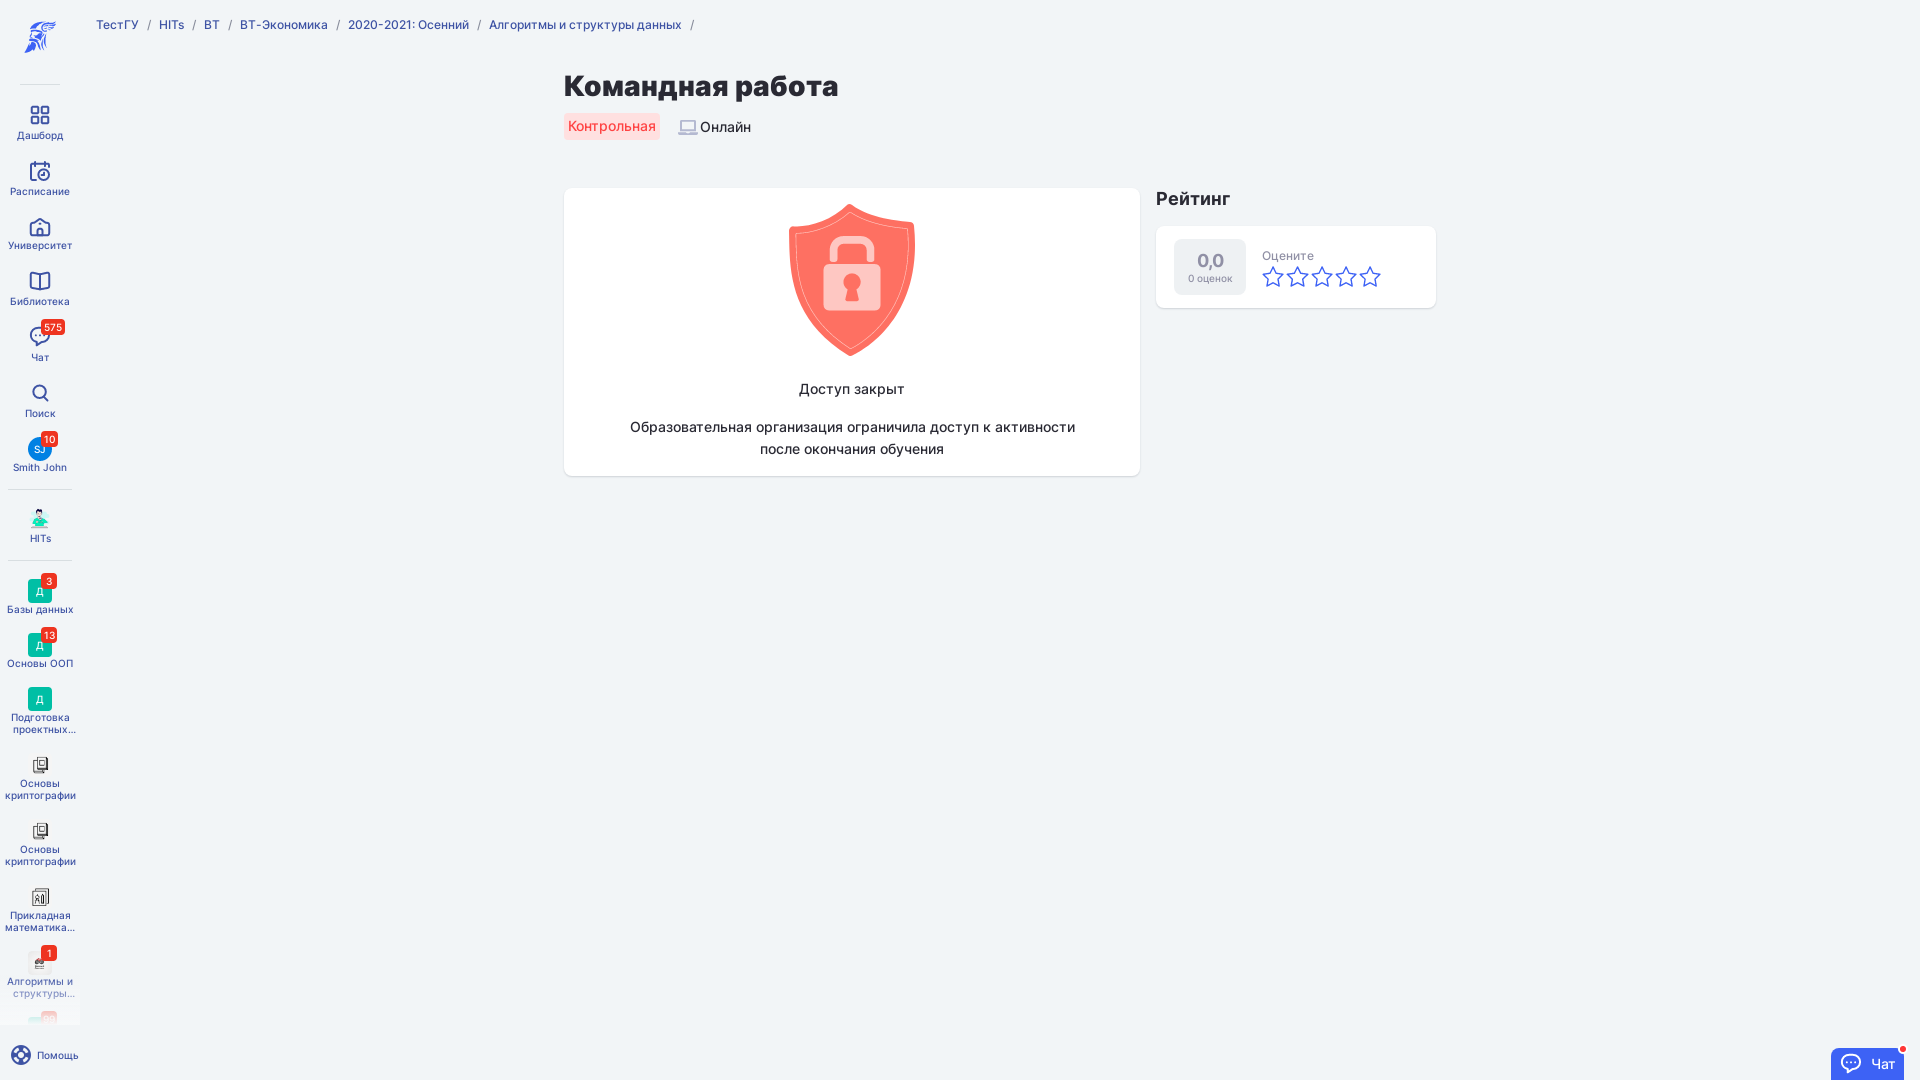 ТестГУ / HITs / ВТ / ВТ-Экономика / 2020-2021: Осенний / Алгоритмы и структуры данных /
Командная работа
Контрольная
Онлайн
Доступ закрыт
Образовательная организация ограничила доступ к активности
после окончания обучения
Рейтинг
0,0
0 оценок
Оцените
Дашборд
Расписание
Университет
Библиотека
575
Чат
Поиск
SJ
10
Smith John
HITs
Д
3
Базы данных
Д
13
Основы ООП
Д
Подготовка
проектных...
Основы
криптографии
Основы
криптографии
Прикладная
математика...
1
Алгоритмы и
структуры...
Помощь
Чат